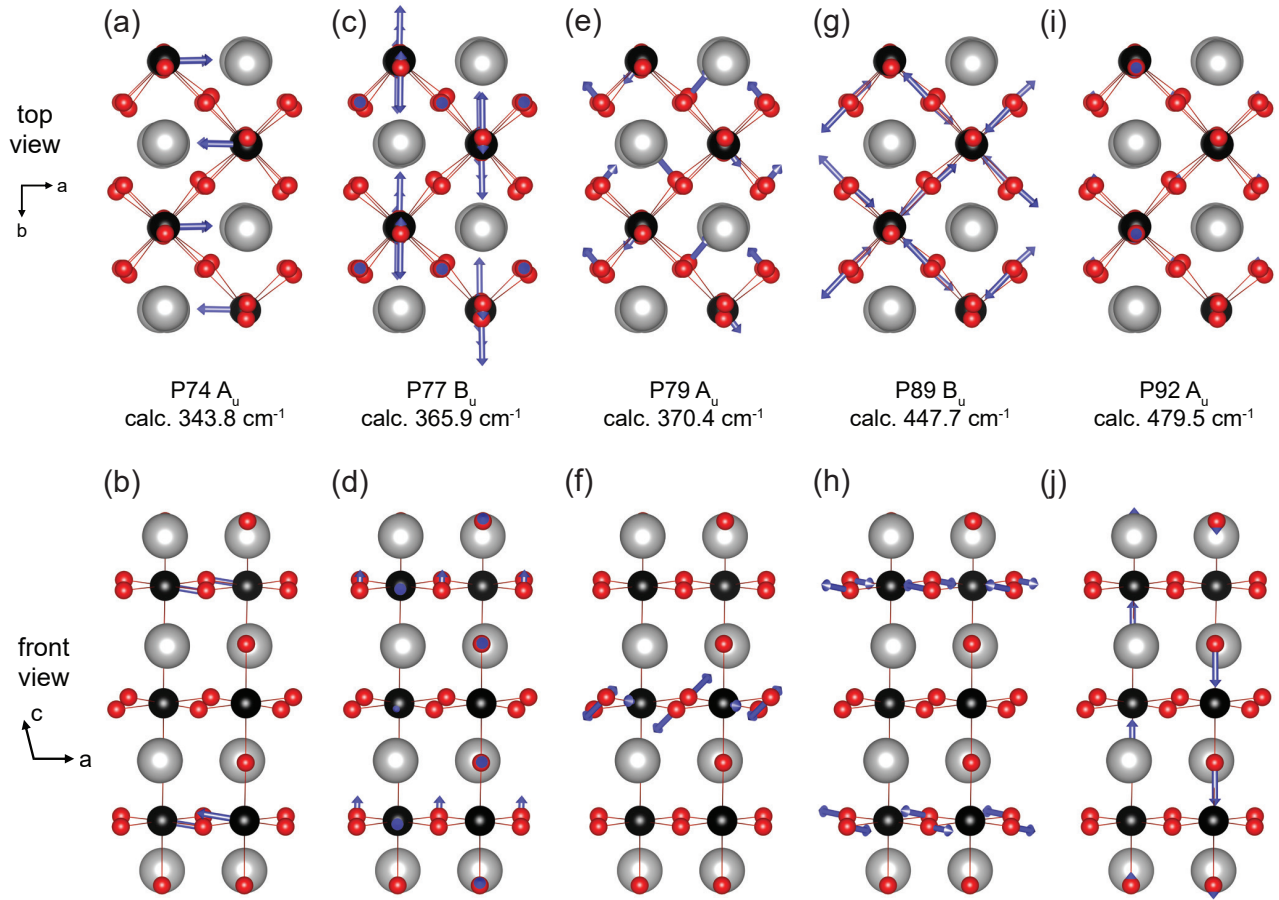 (a)
(c)
(e)
(g)
(i)
top
view
a
b
P74 Au
calc. 343.8 cm-1
P77 Bu
calc. 365.9 cm-1
P79 Au
calc. 370.4 cm-1
P89 Bu
calc. 447.7 cm-1
P92 Au
calc. 479.5 cm-1
(b)
(d)
(f)
(h)
(j)
front
view
c
a